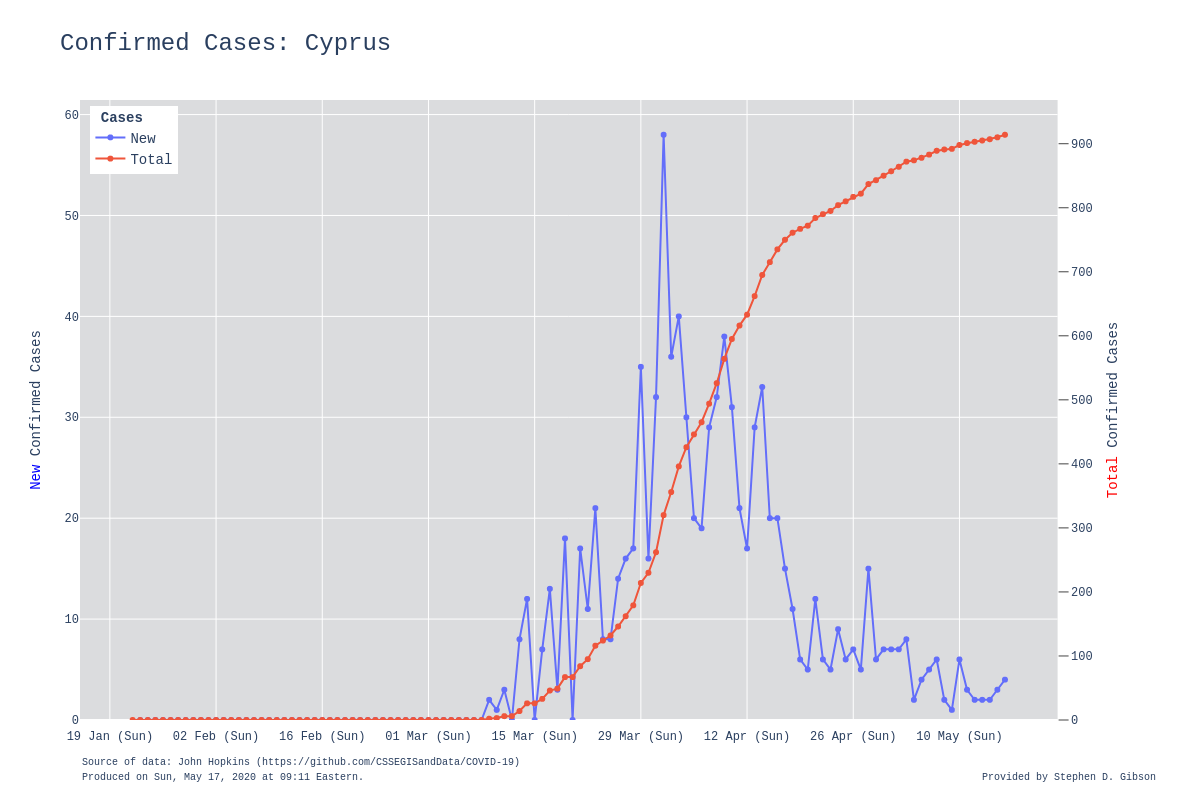 Confirmed Cases: Cyprus
Cases
New
Total
60
50
40
30
20
10
0
900
800
700
600
500
400
300
200
100
0
New Confirmed Cases
Total Confirmed Cases
19 Jan (Sun) 02 Feb (Sun) 16 Feb (Sun) 01 Mar (Sun) 15 Mar (Sun) 29 Mar (Sun) 12 Apr (Sun) 26 Apr (Sun) 10 May (Sun)
Source of data: John Hopkins (https://github.com/CSSEGISandData/COVID-19)
Produced on Sun, May 17, 2020 at 09:11 Eastern.
Provided by Stephen D. Gibson